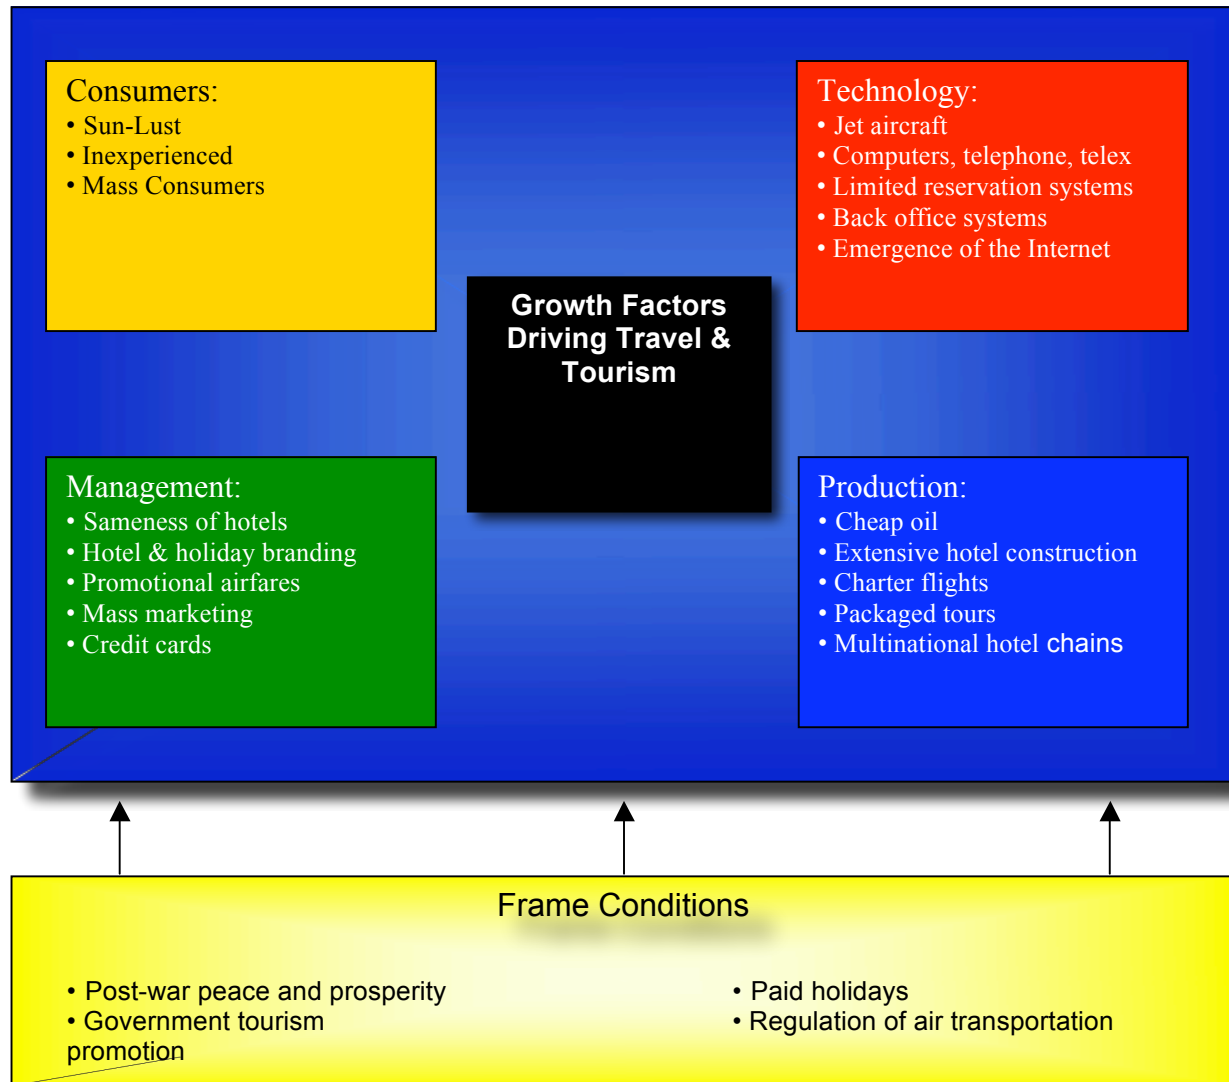 Consumers:
• Sun-Lust
• Inexperienced
• Mass Consumers
Technology:
• Jet aircraft
• Computers, telephone, telex
• Limited reservation systems
• Back office systems
• Emergence of the Internet
Growth Factors
Driving Travel &
Tourism
Management:
• Sameness of hotels
• Hotel & holiday branding
• Promotional airfares
• Mass marketing
• Credit cards
Production:
• Cheap oil
• Extensive hotel construction
• Charter flights
• Packaged tours
• Multinational hotel chains
Frame Conditions
• Post-war peace and prosperity
• Government tourism
promotion
• Paid holidays
• Regulation of air transportation